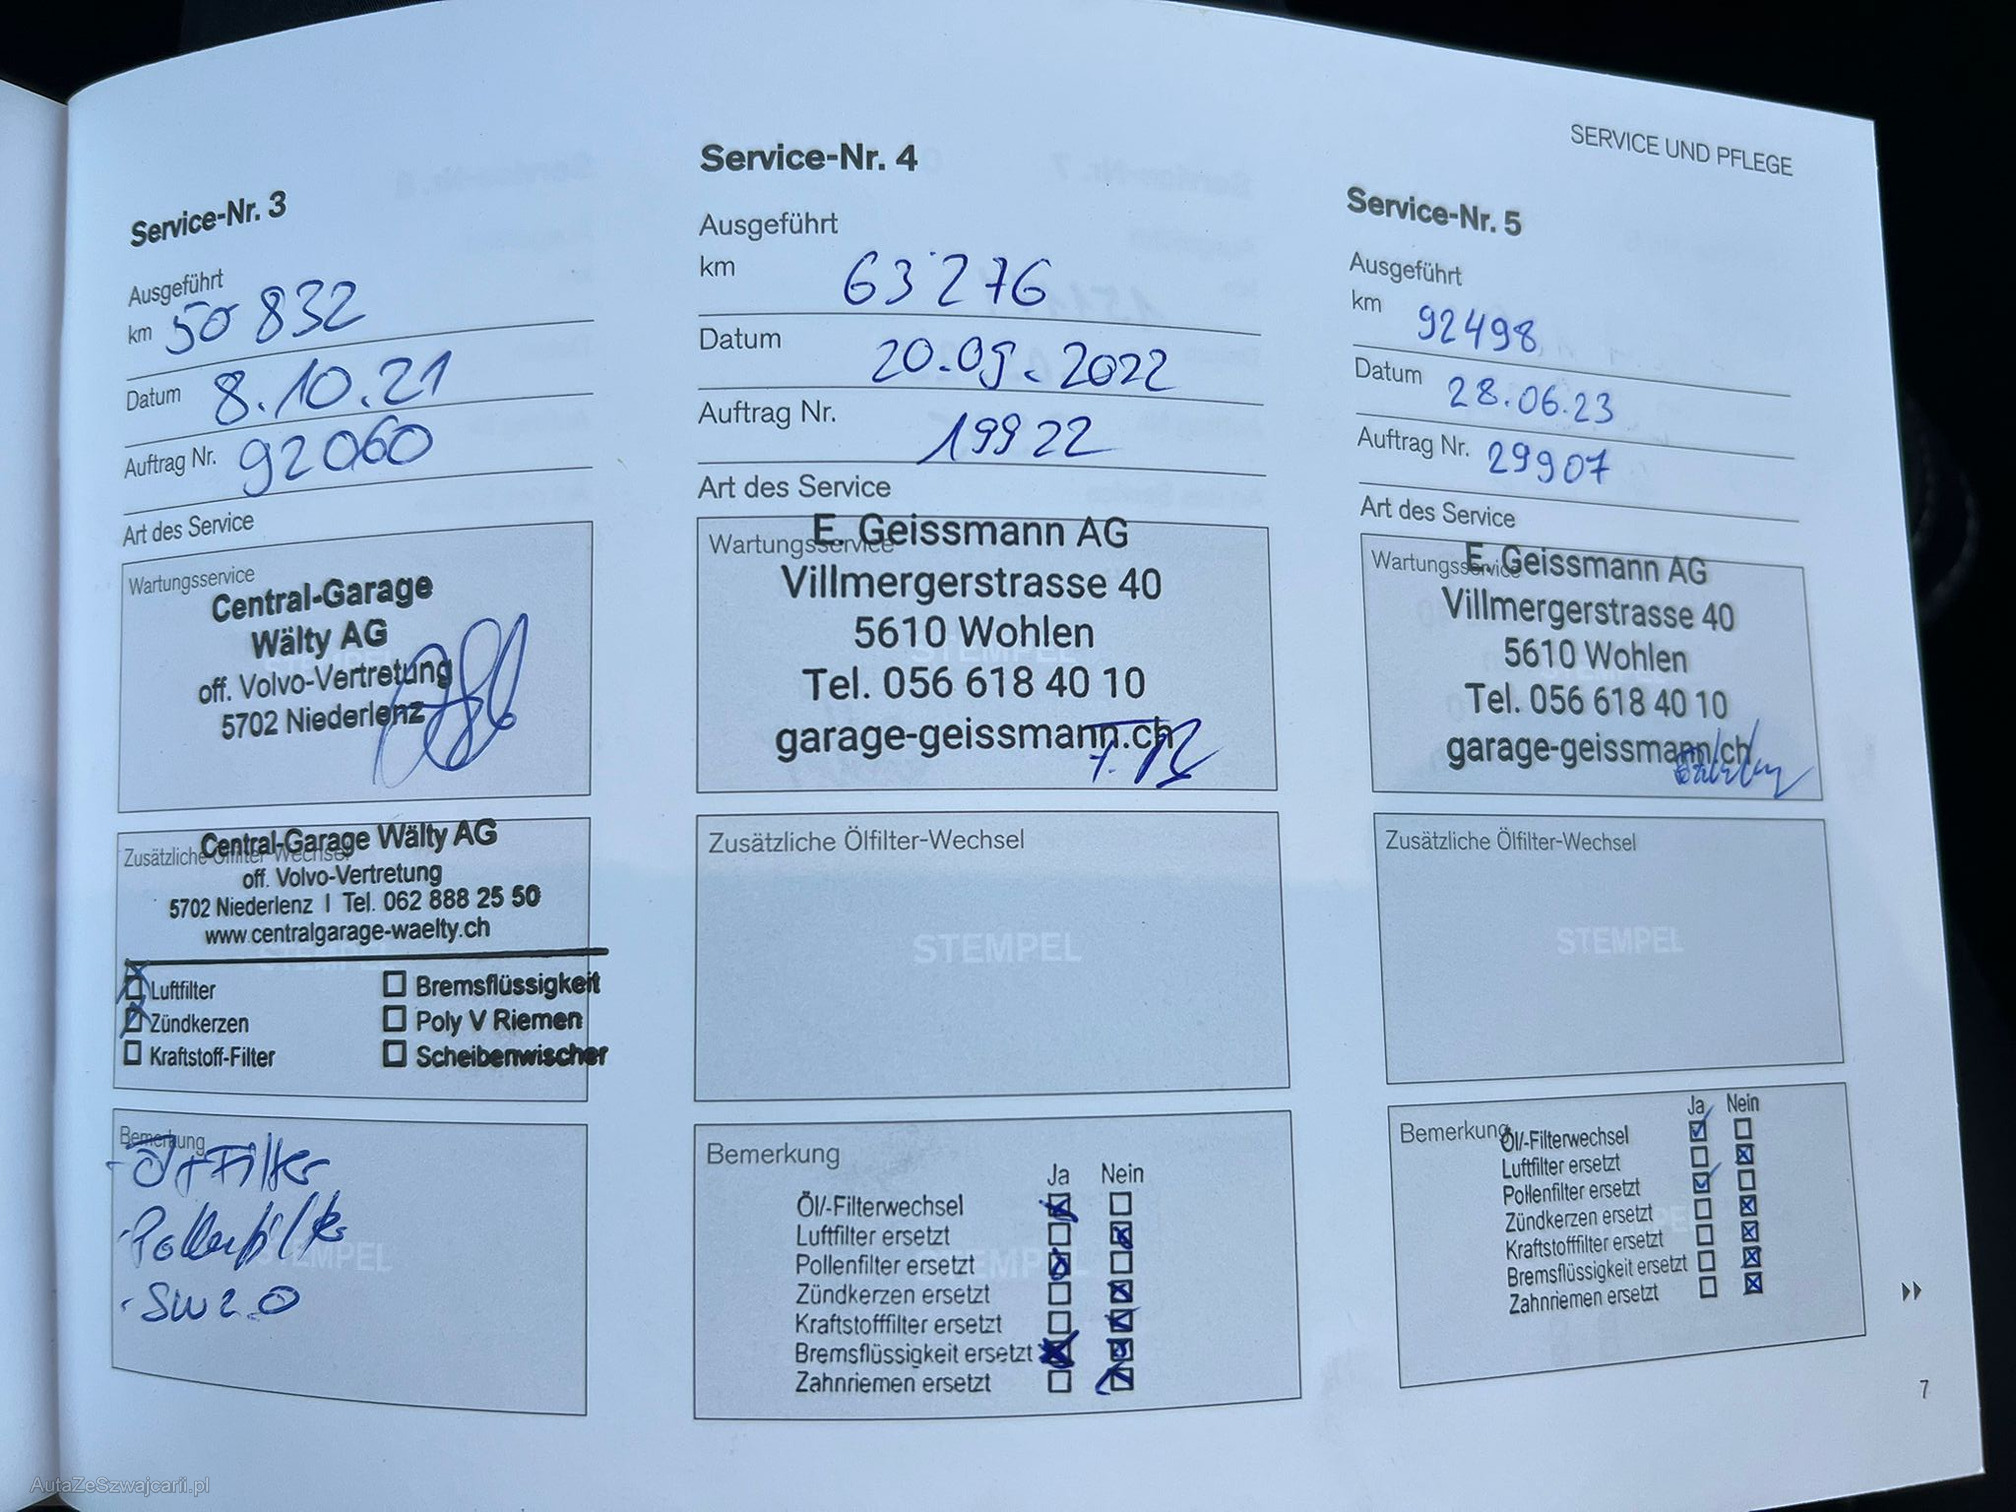 SERVICE UND PFLEGE
Service-Nr. 3
Ausgeführt
km 50 832
Datum 8.10.21
Auftrag Nr. 92060
Art des Service
Wartungsservice
Central-Garage
Wälty AG
off. Volvo-Vertretung
5702 Niederlenz
Zusätzliche Ölfilter-Wechsel
Central-Garage Wälty AG
off. Volvo-Vertretung
5702 Niederlenz | Tel. 062 888 25 50
www.centralgarage-waelty.ch
Luftfilter
Bremsflüssigkeit
Zündkerzen
Poly V Riemen
Kraftstoff-Filter
Scheibenwischer
Bemerkung
- Öl + Filter
- Pollenfilter
STEMPEL
- SW 2.0
Service-Nr. 4
Ausgeführt
km 63'276
Datum 20.09.2022
Auftrag Nr. 19922
Art des Service
Wartungsservice
E. Geissmann AG
Villmergerstrasse 40
5610 Wohlen
STEMPEL
Tel. 056 618 40 10
garage-geissmann.ch
Zusätzliche Ölfilter-Wechsel
STEMPEL
Bemerkung
Ja Nein
Öl/-Filterwechsel
Luftfilter ersetzt
Pollenfilter ersetzt
Zündkerzen ersetzt
Kraftstofffilter ersetzt
Bremsflüssigkeit ersetzt
Zahnriemen ersetzt
Service-Nr. 5
Ausgeführt
km 92498
Datum 28.06.23
Auftrag Nr. 29907
Art des Service
Wartungsservice
E. Geissmann AG
Villmergerstrasse 40
5610 Wohlen
Tel. 056 618 40 10
garage-geissmann.ch
Zusätzliche Ölfilter-Wechsel
STEMPEL
Bemerkung
Ja Nein
Öl/-Filterwechsel
Luftfilter ersetzt
Pollenfilter ersetzt
Zündkerzen ersetzt
Kraftstofffilter ersetzt
Bremsflüssigkeit ersetzt
Zahnriemen ersetzt
7
AutaZeSzwajcarii.pl